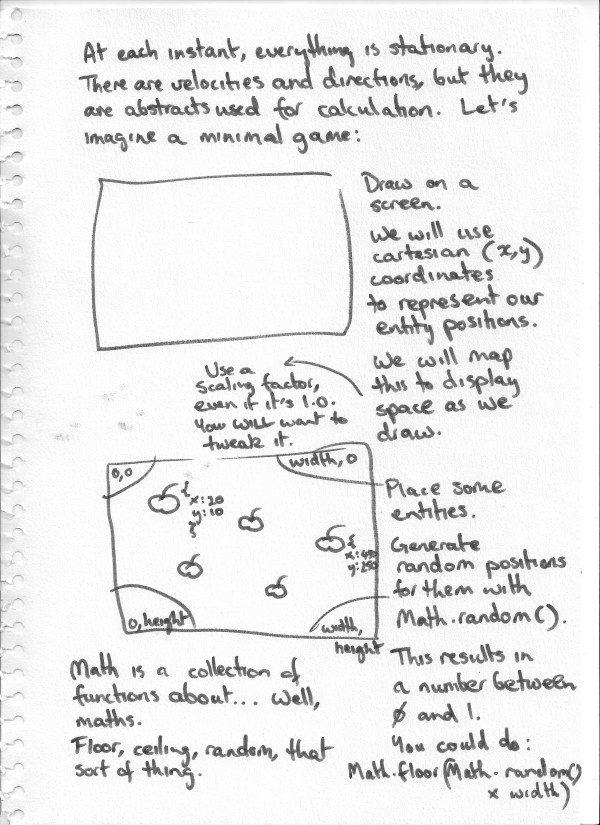 At each instant, everything is stationary.
There are velocities and directions, but they
are abstracts used for calculation. Let's
imagine a minimal game:
Draw on a
screen.
We will use
cartesian (x,y)
coordinates
to represent our
entity positions.
We will map
this to display
space as we
draw.
Use a
scaling factor,
even if it's 1.0.
You WILL want to
tweak it.
0,0
width, 0
{
x:20
y:10
}
{
x:490
y:250
0, height
width,
height
Place some
entities.
Generate
random positions
for them with
Math.random().
This results in
a number between
0 and 1.
You could do:
Math.floor(Math.random()
x width)
Math is a collection of
functions about... Well,
maths.
Floor, ceiling, random, that
sort of thing.